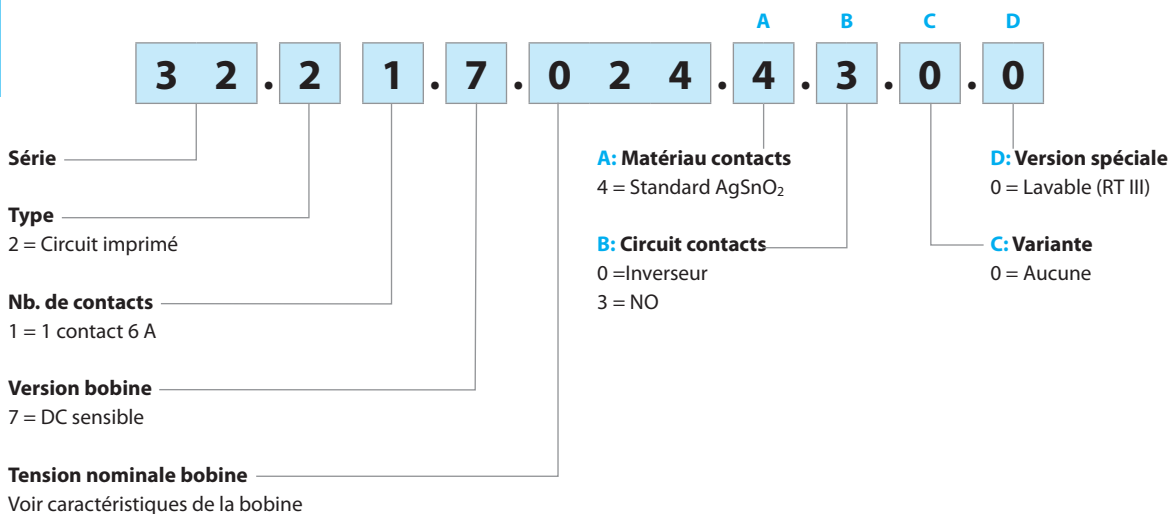 A B C D
3 2 . 2 1 . 7 . 0 2 4 . 4 . 3 . 0 . 0
Série
Type
2 = Circuit imprimé
Nb. de contacts
1 = 1 contact 6 A
Version bobine
7 = DC sensible
Tension nominale bobine
Voir caractéristiques de la bobine
A: Matériau contacts
4 = Standard AgSnO₂
B: Circuit contacts
0 =Inverseur
3 = NO
D: Version spéciale
0 = Lavable (RT III)
C: Variante
0 = Aucune